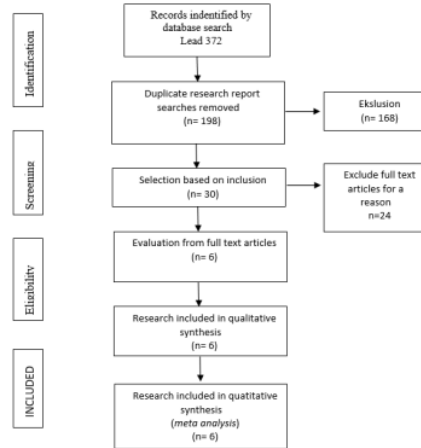 Identification
Records indentified by
database search
Lead 372
Duplicate research report
searches removed
(n= 198)
Ekslusion
(n= 168)
Screening
Selection based on inclusion
(n= 30)
Exclude full text
articles for a
reason
n=24
Eligibility
Evaluation from full text articles
(n= 6)
Research included in qualitative
synthesis
(n= 6)
INCLUDED
Research included in quatitative
synthesis
(meta analysis)
(n= 6)